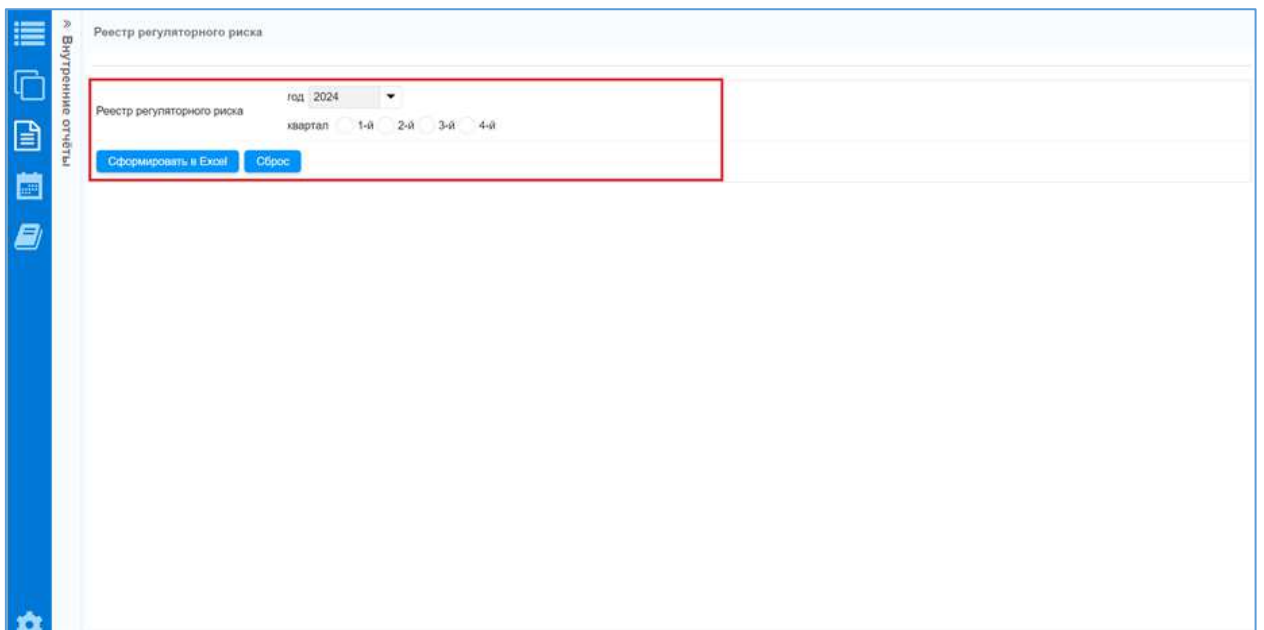 » Внутренние отчёты
Реестр регуляторного риска
год 2024
Реестр регуляторного риска
квартал 1-й 2-й 3-й 4-й
Сформировать в Excel Сброс